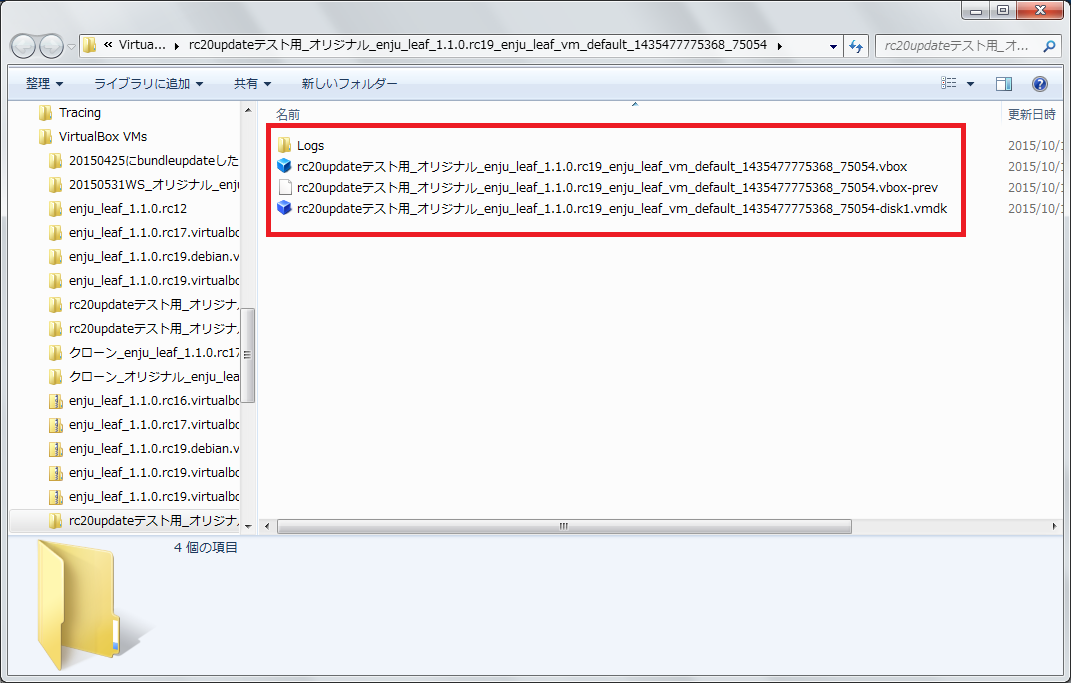 « Virtua... ▸ rc20updateテスト用_オリジナル_enju_leaf_1.1.0.rc19_enju_leaf_vm_default_1435477775368_75054 ▸
rc20updateテスト用_オ...
整理 ライブラリに追加 共有 新しいフォルダー
Tracing
VirtualBox VMs
20150425にbundleupdateした
20150531WS_オリジナル_enju
enju_leaf_1.1.0.rc12
enju_leaf_1.1.0.rc17.virtualbo
enju_leaf_1.1.0.rc19.debian.v
enju_leaf_1.1.0.rc19.virtualbo
rc20updateテスト用_オリジナル
rc20updateテスト用_オリジナル
クローン_enju_leaf_1.1.0.rc17
クローン_オリジナル_enju_lea
enju_leaf_1.1.0.rc16.virtualbo
enju_leaf_1.1.0.rc17.virtualbo
enju_leaf_1.1.0.rc19.debian.v
enju_leaf_1.1.0.rc19.virtualbo
enju_leaf_1.1.0.rc19.virtualbo
rc20updateテスト用_オリジナル
名前 更新日時
Logs 2015/10/
rc20updateテスト用_オリジナル_enju_leaf_1.1.0.rc19_enju_leaf_vm_default_1435477775368_75054.vbox 2015/10/
rc20updateテスト用_オリジナル_enju_leaf_1.1.0.rc19_enju_leaf_vm_default_1435477775368_75054.vbox-prev 2015/10/
rc20updateテスト用_オリジナル_enju_leaf_1.1.0.rc19_enju_leaf_vm_default_1435477775368_75054-disk1.vmdk 2015/10/
4 個の項目